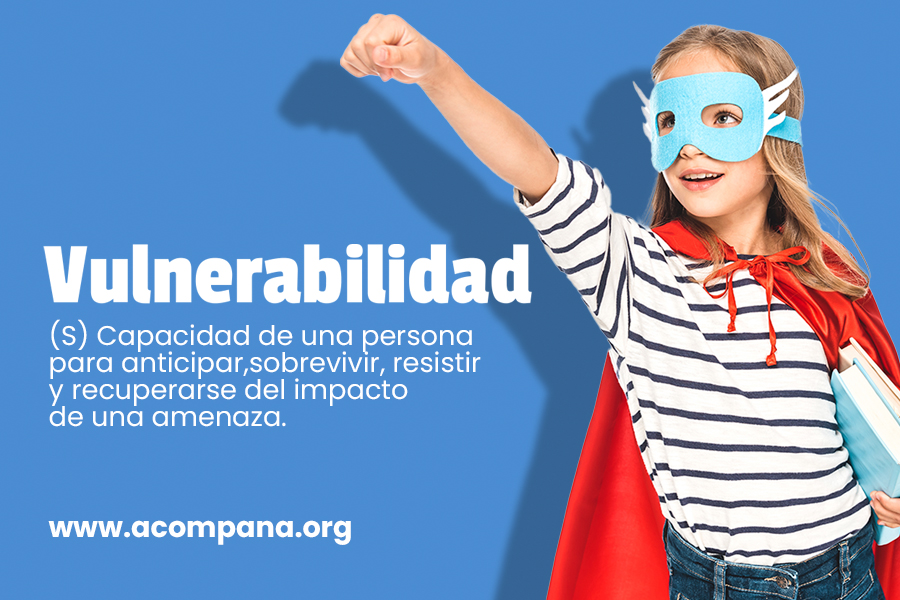 Vulnerabilidad
(S) Capacidad de una persona
para anticipar,sobrevivir, resistir
y recuperarse del impacto
de una amenaza.
www.acompana.org